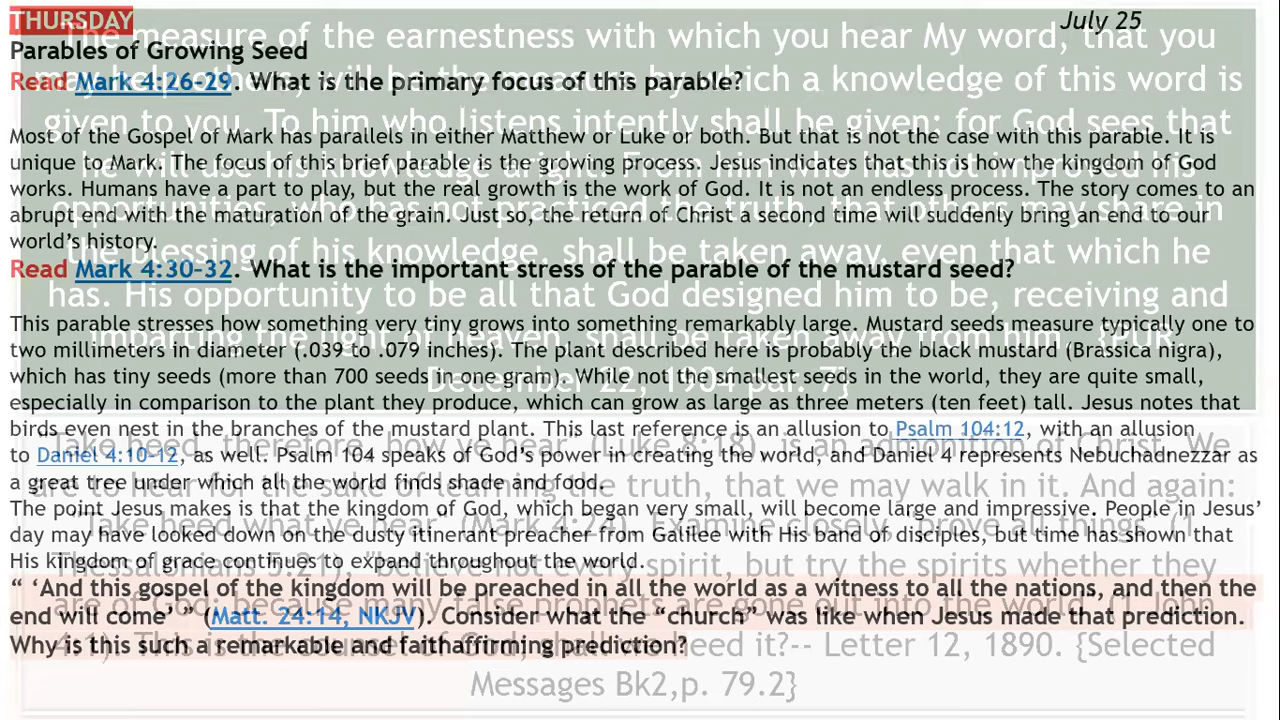 THURSDAY
July 25
Parables of Growing Seed
Read Mark 4:26-29. What is the primary focus of this parable?
Most of the Gospel of Mark has parallels in either Matthew or Luke or both. But that is not the case with this parable. It is
unique to Mark. The focus of this brief parable is the growing process. Jesus indicates that this is how the kingdom of God
works. Humans have a part to play, but the real growth is the work of God. It is not an endless process. The story comes to an
abrupt end with the maturation of the grain. Just so, the return of Christ a second time will suddenly bring an end to our
world’s history.
Read Mark 4:30-32. What is the important stress of the parable of the mustard seed?
This parable stresses how something very tiny grows into something remarkably large. Mustard seeds measure typically one to
two millimeters in diameter (.039 to .079 inches). The plant described here is probably the black mustard (Brassica nigra),
which has tiny seeds (more than 700 seeds in one gram). While not the smallest seeds in the world, they are quite small,
especially in comparison to the plant they produce, which can grow as large as three meters (ten feet) tall. Jesus notes that
birds even nest in the branches of the mustard plant. This last reference is an allusion to Psalm 104:12, with an allusion
to Daniel 4:10-12, as well. Psalm 104 speaks of God’s power in creating the world, and Daniel 4 represents Nebuchadnezzar as
a great tree under which all the world finds shade and food.
The point Jesus makes is that the kingdom of God, which began very small, will become large and impressive. People in Jesus’
day may have looked down on the dusty itinerant preacher from Galilee with His band of disciples, but time has shown that
His kingdom of grace continues to expand throughout the world.
“ ‘And this gospel of the kingdom will be preached in all the world as a witness to all the nations, and then the
end will come’ ” (Matt. 24:14, NKJV). Consider what the “church” was like when Jesus made that prediction.
Why is this such a remarkable and faithaffirming prediction?
The measure of the earnestness with which you hear My word, that you
may help others, will be the measure by which a knowledge of this word is
given to you. To him who listens intently shall be given; for God sees that
he will use his knowledge aright. From him who has not improved his
opportunities, who has not practiced the truth, that others may share in
the blessing of his knowledge, shall be taken away, even that which he
has. His opportunity to be all that God designed him to be, receiving and
imparting the light of heaven, shall be taken away from him. {PUR,
December 22, 1904 par. 7}
"Take heed, therefore, how ye hear" (Luke 8:18), is an admonition of Christ. We
are to hear for the sake of learning the truth, that we may walk in it. And again:
"Take heed what ye hear" (Mark 4:24). Examine closely, "prove all things" (1
Thessalonians 5:21), "believe not every spirit, but try the spirits whether they
are of God: because many false prophets are gone out into the world" (1 John
4:1). This is the counsel of God; shall we heed it?-- Letter 12, 1890. {Selected
Messages Bk2,p. 79.2}